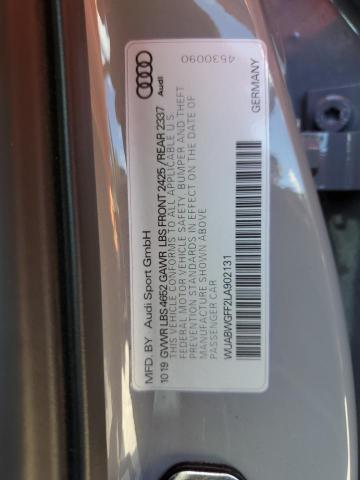 MFD. BY Audi Sport GmbH
10 19 GVWR LBS 4652 GAWR LBS FRONT 2425 / REAR 2337
THIS VEHICLE CONFORMS TO ALL APPLICABLE U.S.
FEDERAL MOTOR VEHICLE SAFETY, BUMPER AND THEFT
PREVENTION STANDARDS IN EFFECT ON THE DATE OF
MANUFACTURE SHOWN ABOVE
PASSENGER CAR
WUABWGFF2LA902131
Audi
4530090
GERMANY